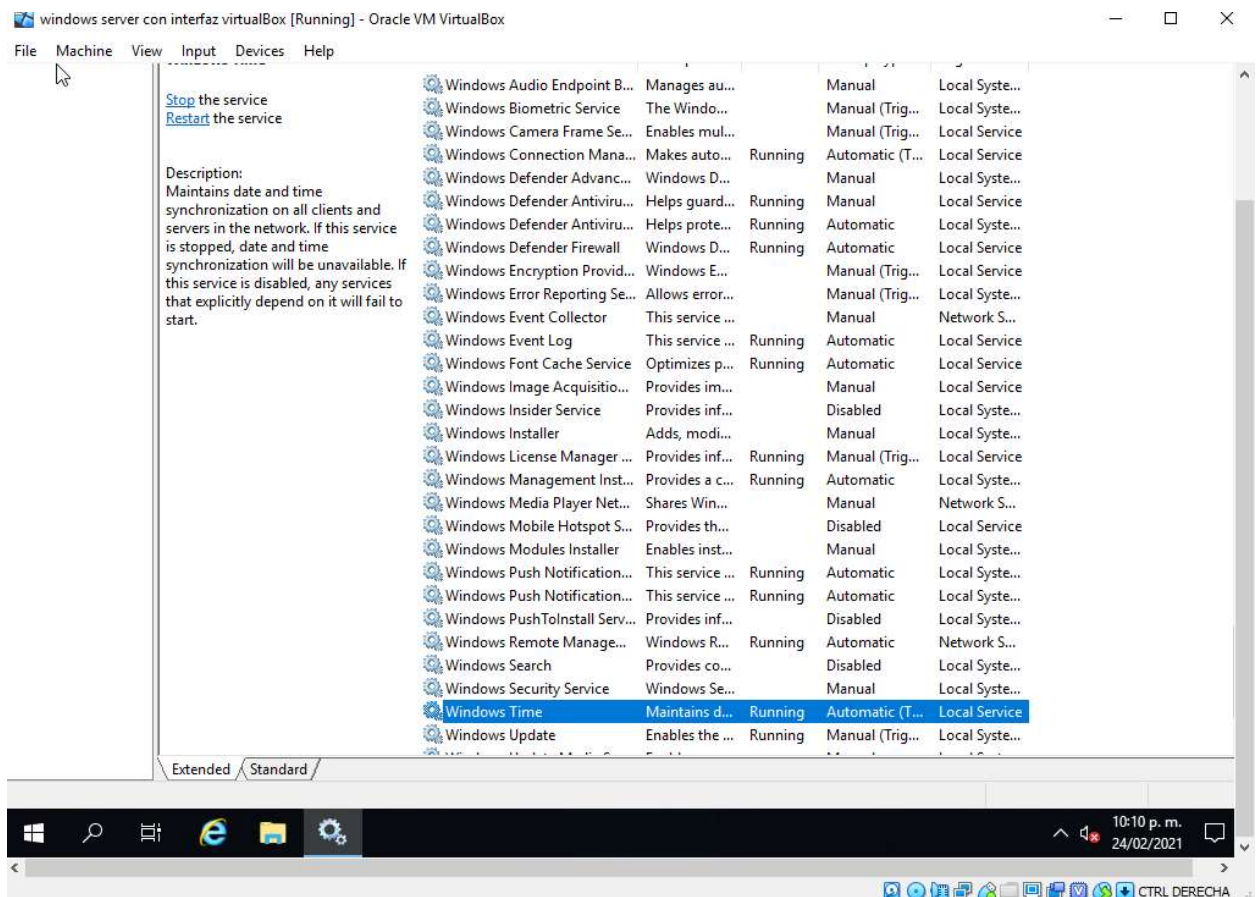 windows server con interfaz virtualBox [Running] - Oracle VM VirtualBox
File Machine View Input Devices Help
Stop the service
Restart the service
Description:
Maintains date and time
synchronization on all clients and
servers in the network. If this service
is stopped, date and time
synchronization will be unavailable. If
this service is disabled, any services
that explicitly depend on it will fail to
start.
Windows Audio Endpoint B... Manages au... Manual Local Syste...
Windows Biometric Service The Windo... Manual (Trig... Local Syste...
Windows Camera Frame Se... Enables mul... Manual (Trig... Local Service
Windows Connection Mana... Makes auto... Running Automatic (T... Local Service
Windows Defender Advanc... Windows D... Manual Local Syste...
Windows Defender Antiviru... Helps guard... Running Manual Local Service
Windows Defender Antiviru... Helps prote... Running Automatic Local Syste...
Windows Defender Firewall Windows D... Running Automatic Local Service
Windows Encryption Provid... Windows E... Manual (Trig... Local Service
Windows Error Reporting Se... Allows error... Manual (Trig... Local Syste...
Windows Event Collector This service ... Manual Network S...
Windows Event Log This service ... Running Automatic Local Service
Windows Font Cache Service Optimizes p... Running Automatic Local Service
Windows Image Acquisitio... Provides im... Manual Local Service
Windows Insider Service Provides inf... Disabled Local Syste...
Windows Installer Adds, modi... Manual Local Syste...
Windows License Manager ... Provides inf... Running Manual (Trig... Local Service
Windows Management Inst... Provides a c... Running Automatic Local Syste...
Windows Media Player Net... Shares Win... Manual Network S...
Windows Mobile Hotspot S... Provides th... Disabled Local Service
Windows Modules Installer Enables inst... Manual Local Syste...
Windows Push Notification... This service ... Running Automatic Local Syste...
Windows Push Notification... This service ... Running Automatic Local Syste...
Windows PushToInstall Serv... Provides inf... Disabled Local Syste...
Windows Remote Manage... Windows R... Running Automatic Network S...
Windows Search Provides co... Disabled Local Syste...
Windows Security Service Windows Se... Manual Local Syste...
Windows Time Maintains d... Running Automatic (T... Local Service
Windows Update Enables the ... Running Manual (Trig... Local Syste...
Extended Standard
10:10 p. m.
24/02/2021
CTRL DERECHA